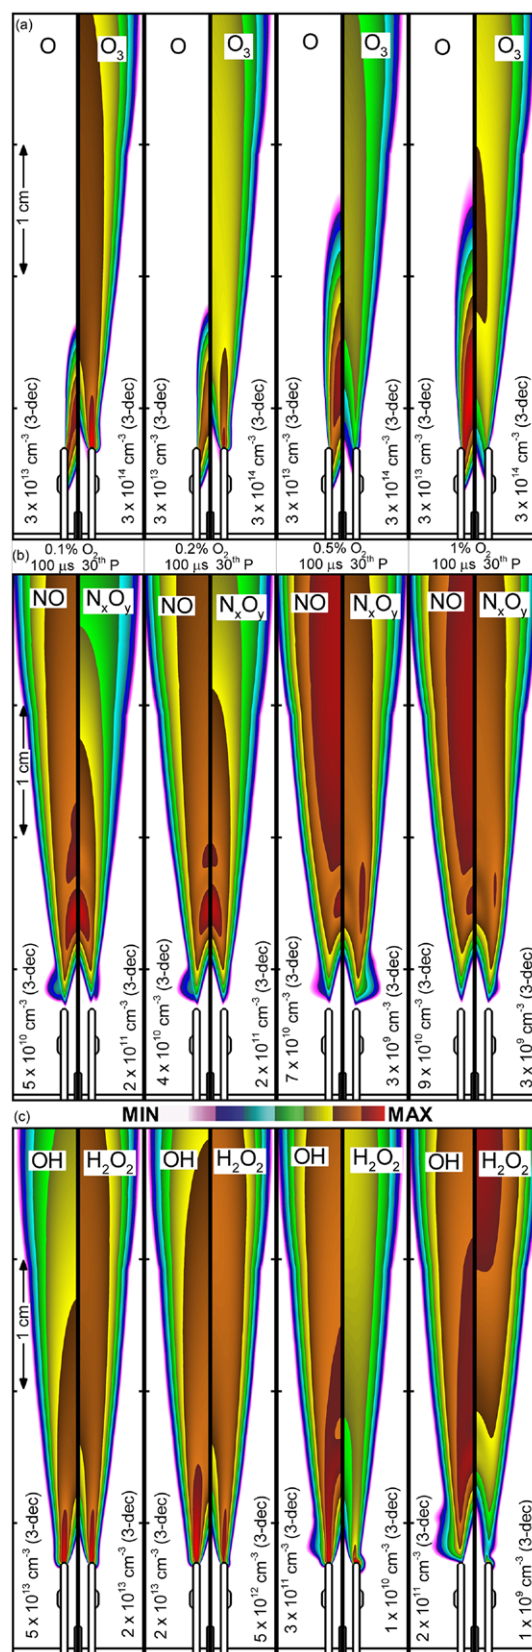 (a)
O O3 O O3 O O3 O O3
1 cm
3 x 10^13 cm^-3 (3-dec) 3 x 10^14 cm^-3 (3-dec) 3 x 10^13 cm^-3 (3-dec) 3 x 10^14 cm^-3 (3-dec) 3 x 10^13 cm^-3 (3-dec) 3 x 10^14 cm^-3 (3-dec) 3 x 10^13 cm^-3 (3-dec) 3 x 10^14 cm^-3 (3-dec)
0.1% O2 0.2% O2 0.5% O2 1% O2
(b) 100 µs 30th P 100 µs 30th P 100 µs 30th P 100 µs 30th P
NO NxOy NO NxOy NO NxOy NO NxOy
1 cm
5 x 10^10 cm^-3 (3-dec) 2 x 10^11 cm^-3 (3-dec) 4 x 10^10 cm^-3 (3-dec) 2 x 10^11 cm^-3 (3-dec) 7 x 10^10 cm^-3 (3-dec) 3 x 10^9 cm^-3 (3-dec) 9 x 10^10 cm^-3 (3-dec) 3 x 10^9 cm^-3 (3-dec)
(c) MIN MAX
OH H2O2 OH H2O2 OH H2O2 OH H2O2
1 cm
5 x 10^13 cm^-3 (3-dec) 2 x 10^13 cm^-3 (3-dec) 2 x 10^13 cm^-3 (3-dec) 5 x 10^12 cm^-3 (3-dec) 3 x 10^11 cm^-3 (3-dec) 1 x 10^10 cm^-3 (3-dec) 2 x 10^11 cm^-3 (3-dec) 1 x 10^9 cm^-3 (3-dec)